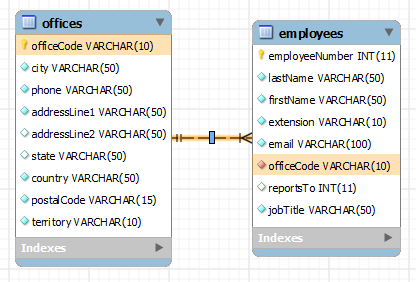 offices
officeCode VARCHAR(10)
city VARCHAR(50)
phone VARCHAR(50)
addressLine1 VARCHAR(50)
addressLine2 VARCHAR(50)
state VARCHAR(50)
country VARCHAR(50)
postalCode VARCHAR(15)
territory VARCHAR(10)
Indexes
employees
employeeNumber INT(11)
lastName VARCHAR(50)
firstName VARCHAR(50)
extension VARCHAR(10)
email VARCHAR(100)
officeCode VARCHAR(10)
reportsTo INT(11)
jobTitle VARCHAR(50)
Indexes